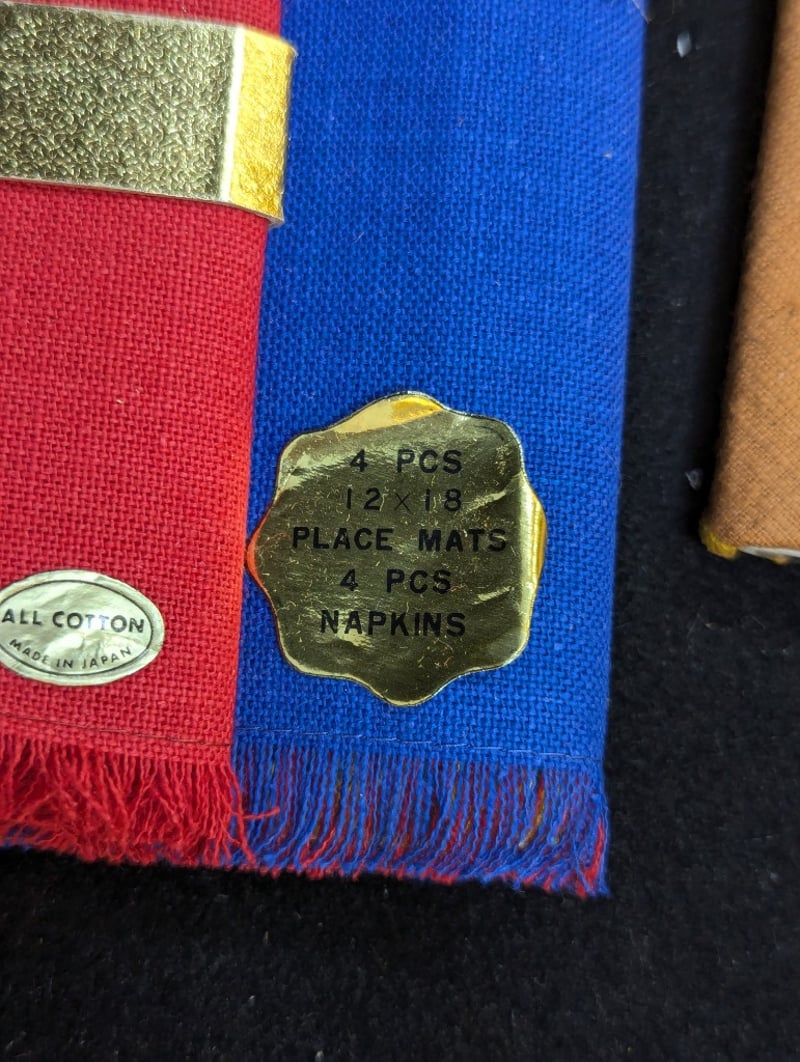 4 PCS
12×18
PLACE MATS
4 PCS
NAPKINS
ALL COTTON
MADE IN JAPAN